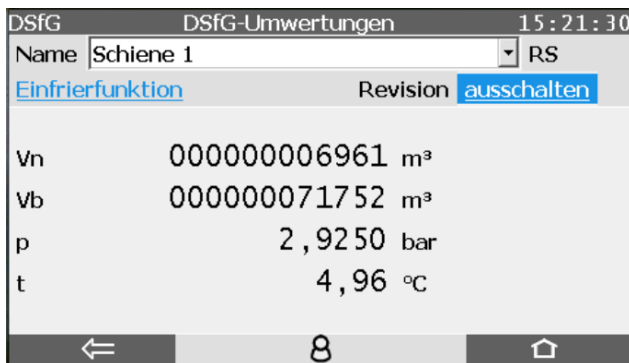 DSfG DSfG-Umwertungen 15:21:30
Name Schiene 1 RS
Einfrierfunktion Revision ausschalten
Vn 000000006961 m³
Vb 000000071752 m³
p 2,9250 bar
t 4,96 °C
8